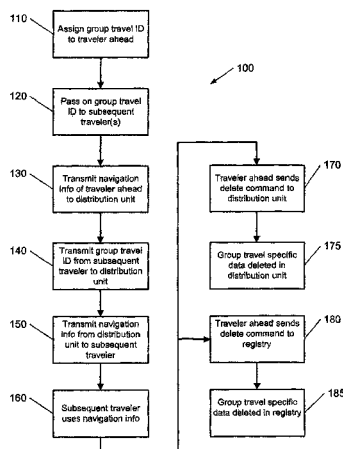 110
Assign group travel ID
to traveler ahead
100
120
Pass on group travel
ID to subsequent
traveler(s)
130
Transmit navigation
info of traveler ahead
to distribution unit
140
Transmit group travel
ID from subsequent
traveler to distribution
unit
150
Transmit navigation
info from distribution
unit to subsequent
traveler
160
Subsequent traveler
uses navigation info
170
Traveler ahead sends
delete command to
distribution unit
175
Group travel specific
data deleted in
distribution unit
180
Traveler ahead sends
delete command to
registry
185
Group travel specific
data deleted in registry